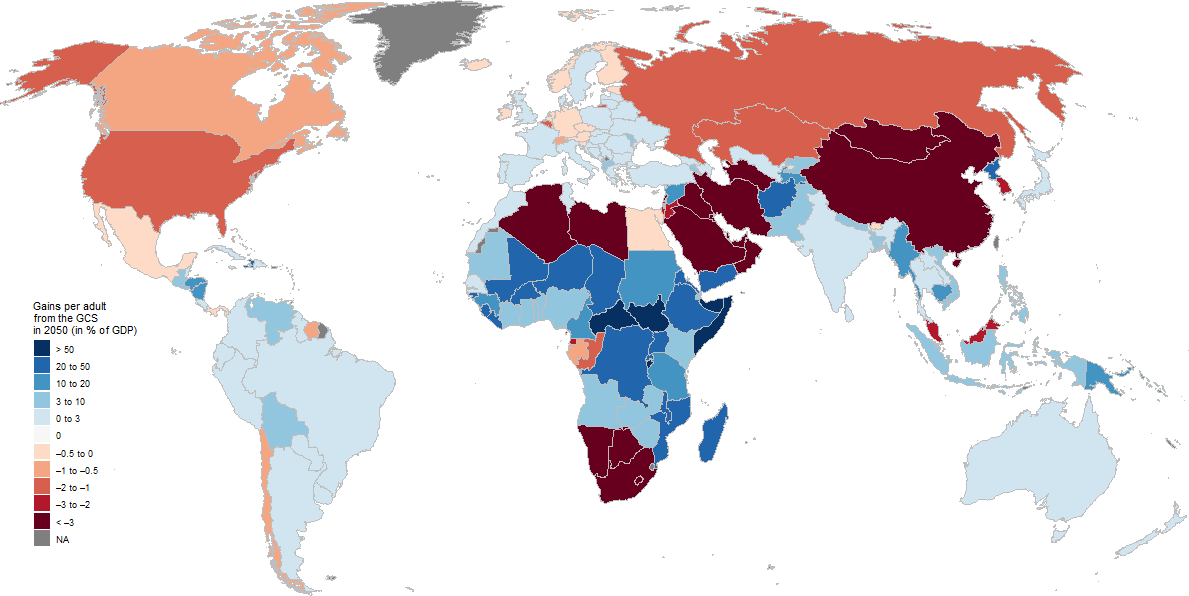 Gains per adult
from the GCS
in 2050 (in % of GDP)
> 50
20 to 50
10 to 20
3 to 10
0 to 3
0
–0.5 to 0
–1 to –0.5
–2 to –1
–3 to –2
< –3
NA